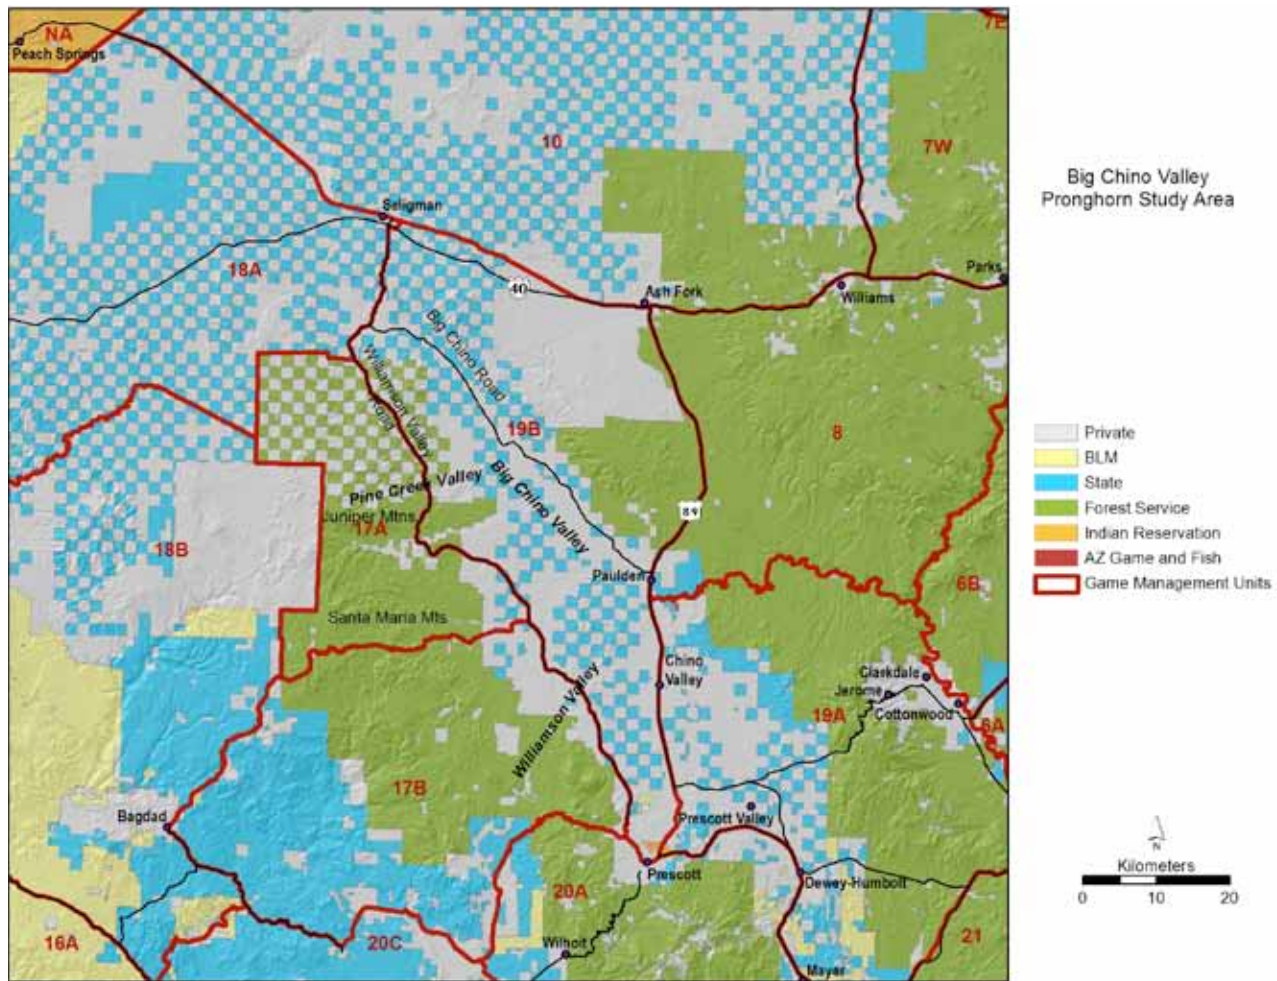 NA
Peach Springs
7E
10
7W
Big Chino Valley
Pronghorn Study Area
Seligman
18A
40
Ash Fork
Williams
Parks
Big Chino Road
Williamson Valley
Road
19B
8
Big Chino Valley
Pine Creek Valley
Juniper Mtns.
17A
89
18B
Paulden
6B
Santa Maria Mts.
Private
BLM
State
Forest Service
Indian Reservation
AZ Game and Fish
Game Management Units
Chino
Valley
Clarkdale
Jerome
Cottonwood
19A
6A
Williamson Valley
17B
Bagdad
Prescott Valley
Prescott
Dewey-Humbolt
20A
16A
20C
Wilhoit
21
Mayer
N
Kilometers
0 10 20